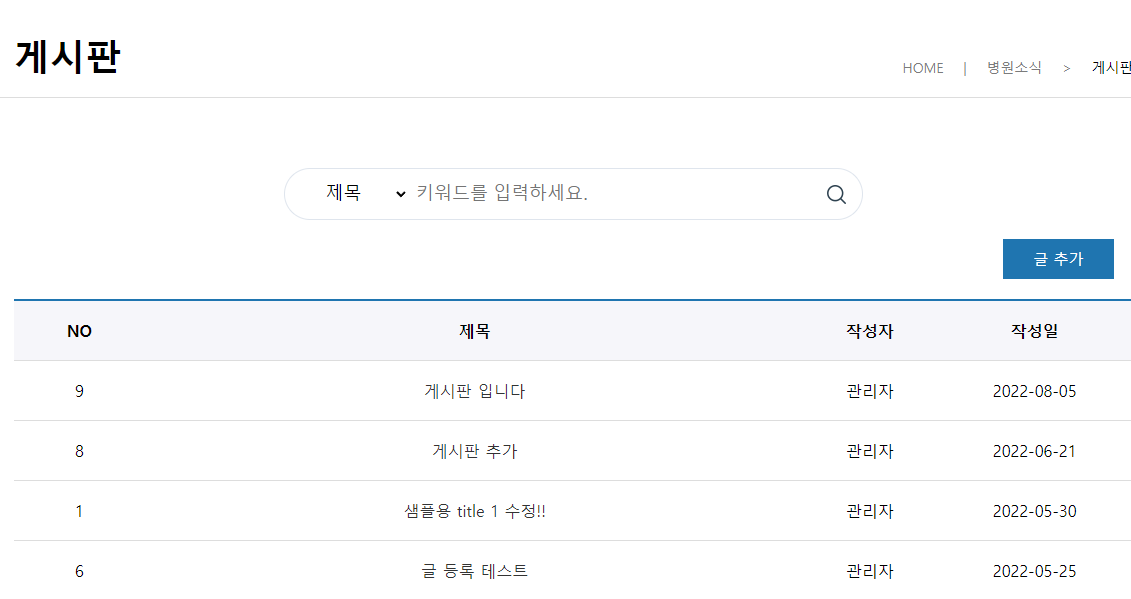 게시판
HOME | 병원소식 > 게시판
제목 키워드를 입력하세요.
글 추가
NO 제목 작성자 작성일
9 게시판 입니다 관리자 2022-08-05
8 게시판 추가 관리자 2022-06-21
1 샘플용 title 1 수정!! 관리자 2022-05-30
6 글 등록 테스트 관리자 2022-05-25